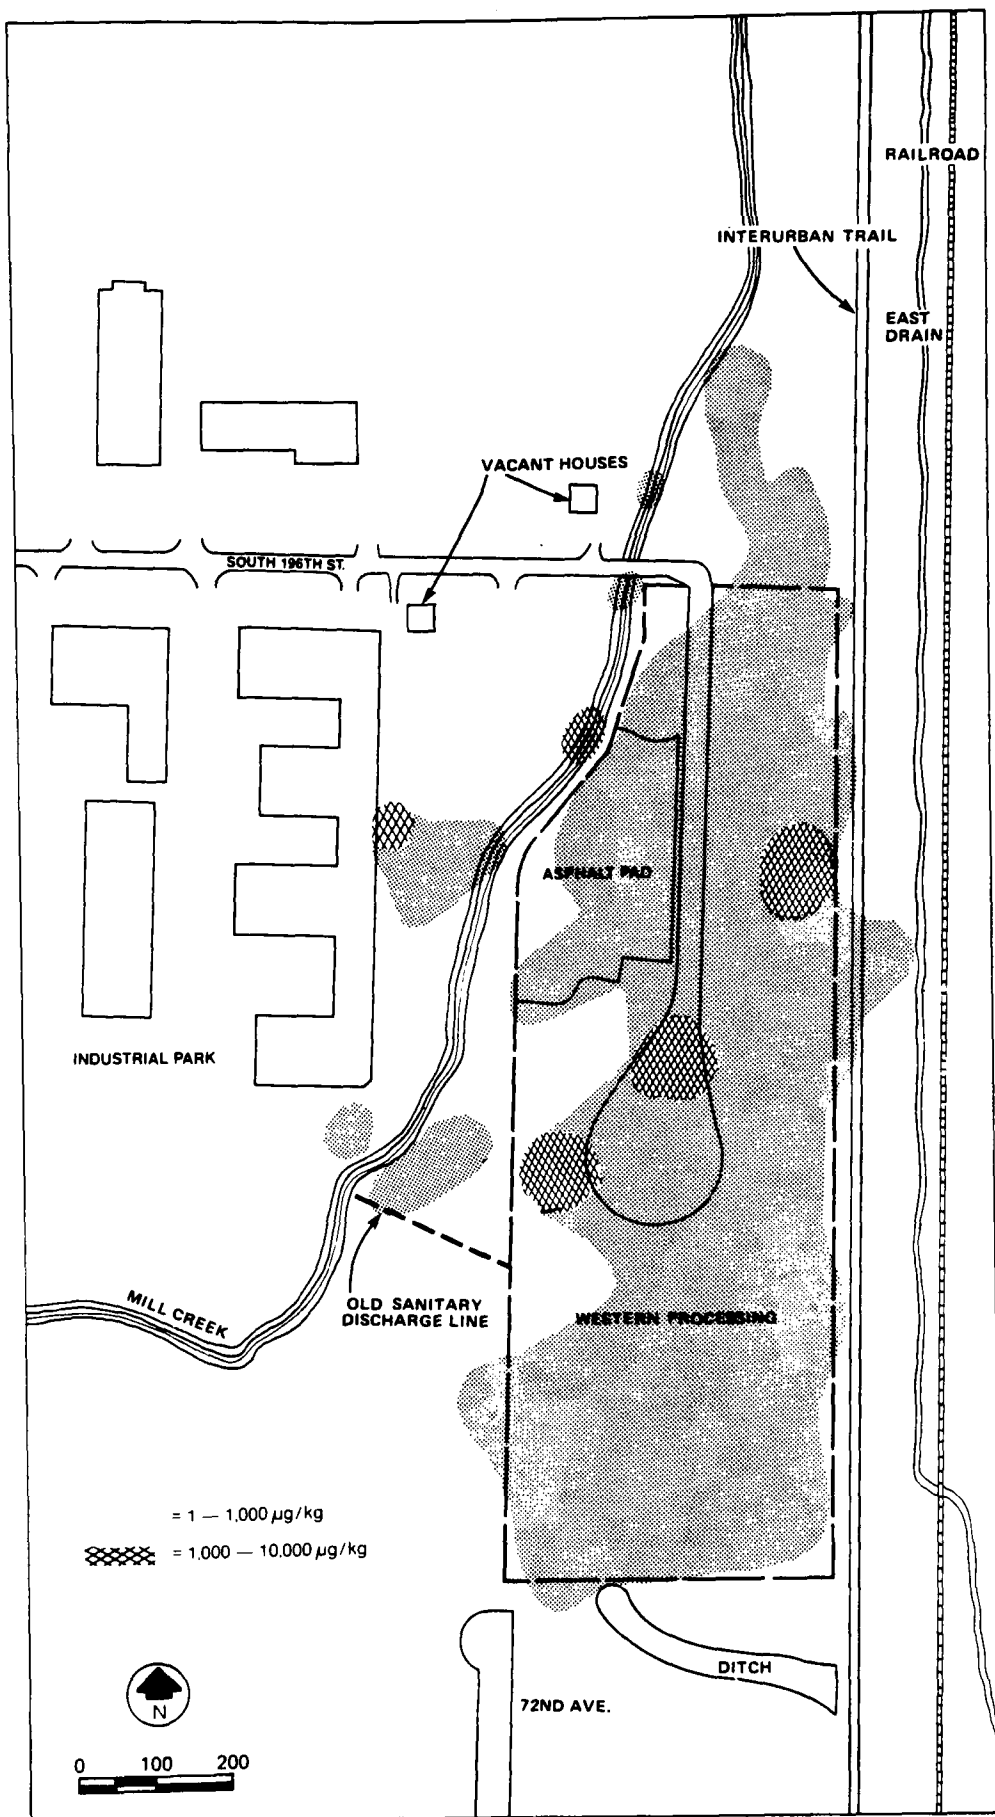 RAILROAD
INTERURBAN TRAIL
EAST
DRAIN
VACANT HOUSES
SOUTH 196TH ST.
ASPHALT PAD
INDUSTRIAL PARK
MILL CREEK
OLD SANITARY
DISCHARGE LINE
WESTERN PROCESSING
= 1 — 1,000 µg/kg
= 1,000 — 10,000 µg/kg
DITCH
72ND AVE.
N
0 100 200